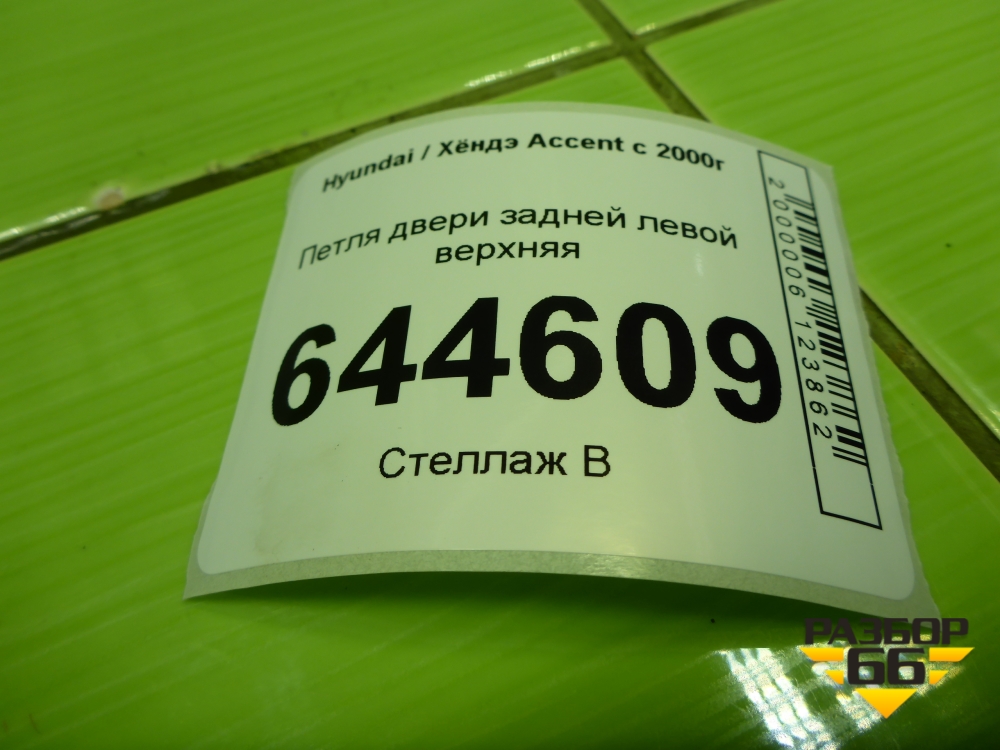 Hyundai / Хёндэ Accent с 2000г
Петля двери задней левой
верхняя
644609
Стеллаж В
2000006123862
РАЗБОР
66